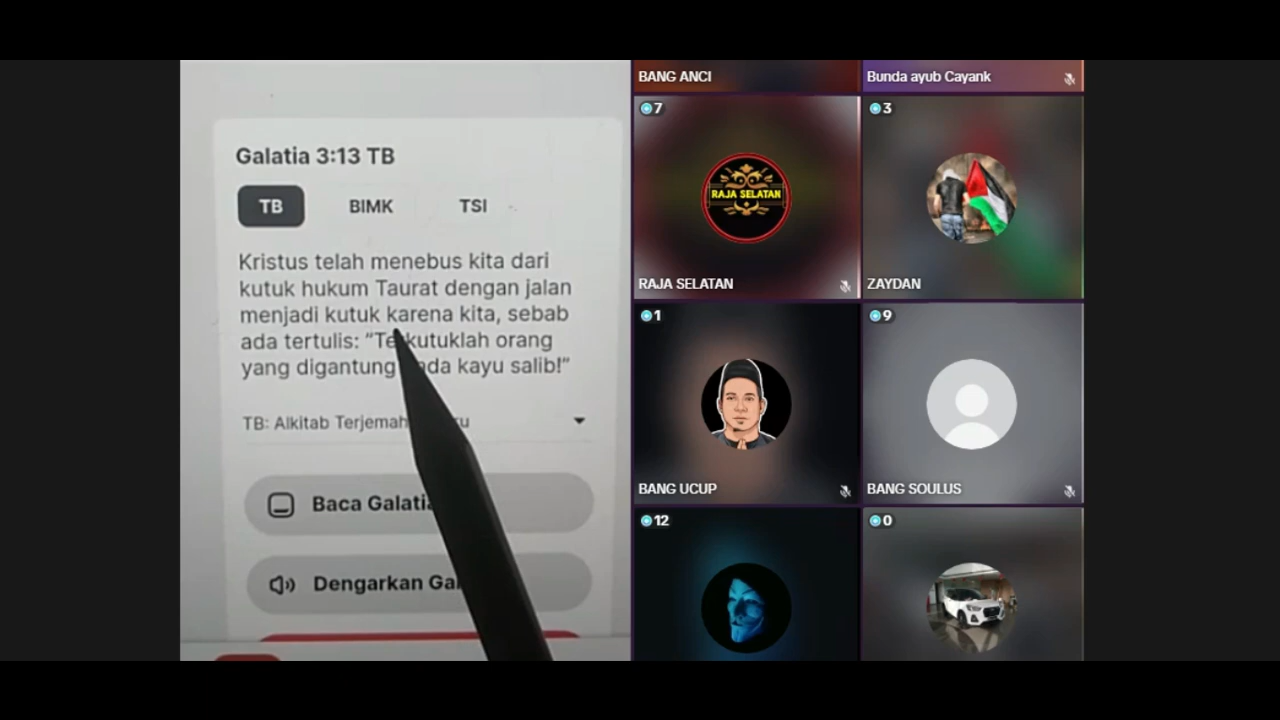 Galatia 3:13 TB
TB BIMK TSI
Kristus telah menebus kita dari
kutuk hukum Taurat dengan jalan
menjadi kutuk karena kita, sebab
ada tertulis: "Terkutuklah orang
yang digantung pada kayu salib!"
TB: Alkitab Terjemah
Baca Galatia
Dengarkan
BANG ANCI
Bunda ayub Cayank
7
RAJA SELATAN
RAJA SELATAN
3
ZAYDAN
1
BANG UCUP
9
BANG SOULUS
12
0